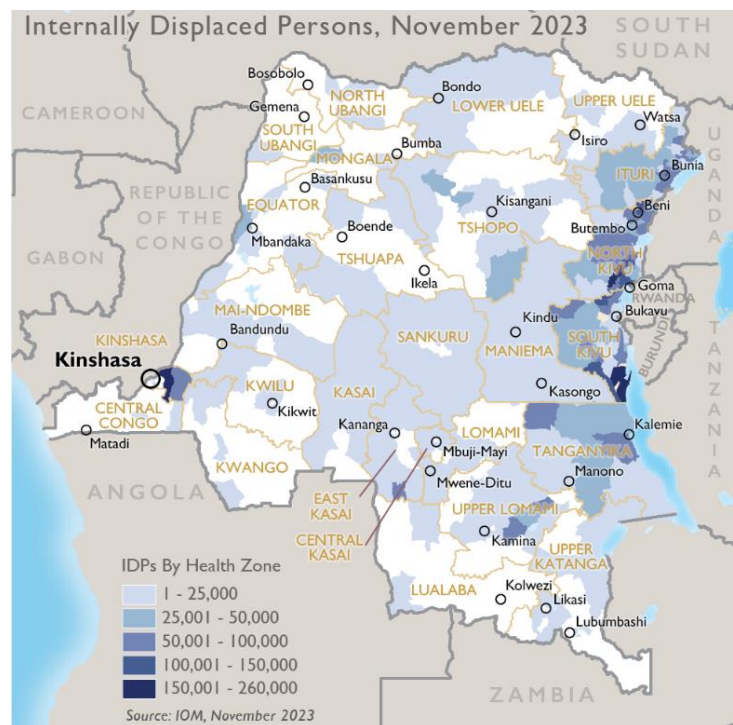 Internally Displaced Persons, November 2023
SOUTH
SUDAN
CAMEROON
REPUBLIC
OF THE
CONGO
GABON
ANGOLA
ZAMBIA
UGANDA
RWANDA
BURUNDI
TANZANIA
Bosobolo
Gemena
NORTH
UBANGI
SOUTH
UBANGI
Bondo
LOWER UELE
UPPER UELE
Watsa
Isiro
MONGALA
Bumba
ITURI
Bunia
Basankusu
EQUATOR
Mbandaka
Boende
TSHUAPA
Ikela
Kisangani
TSHOPO
Beni
Butembo
NORTH
KIVU
Goma
Bukavu
MAI-NDOMBE
Bandundu
KINSHASA
Kinshasa
CENTRAL
CONGO
Matadi
KWILU
Kikwit
KWANGO
KASAI
SANKURU
Kindu
MANIEMA
SOUTH
KIVU
Kasongo
Kananga
LOMAMI
Mbuji-Mayi
Mwene-Ditu
EAST
KASAI
CENTRAL
KASAI
TANGANYIKA
Kalemie
Manono
UPPER LOMAMI
Kamina
UPPER
KATANGA
LUALABA
Kolwezi
Likasi
Lubumbashi
IDPs By Health Zone
1 - 25,000
25,001 - 50,000
50,001 - 100,000
100,001 - 150,000
150,001 - 260,000
Source: IOM, November 2023